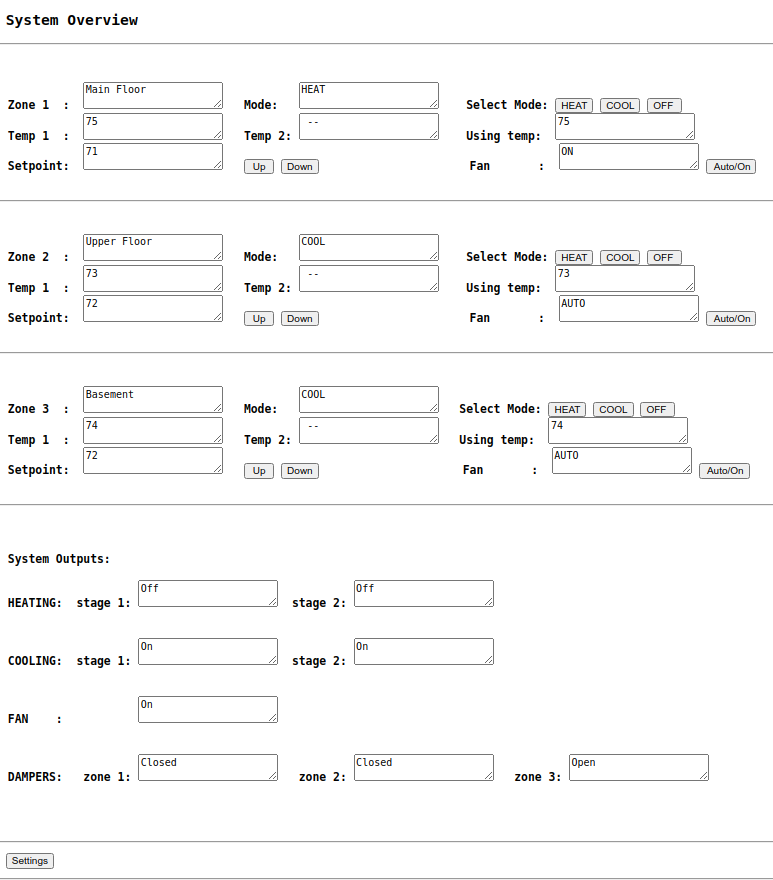 System Overview
Zone 1  : Main Floor Mode: HEAT Select Mode: HEAT COOL OFF
Temp 1  : 75 Temp 2: -- Using temp: 75
Setpoint: 71 Up Down Fan       : ON Auto/On
Zone 2  : Upper Floor Mode: COOL Select Mode: HEAT COOL OFF
Temp 1  : 73 Temp 2: -- Using temp: 73
Setpoint: 72 Up Down Fan       : AUTO Auto/On
Zone 3  : Basement Mode: COOL Select Mode: HEAT COOL OFF
Temp 1  : 74 Temp 2: -- Using temp: 74
Setpoint: 72 Up Down Fan       : AUTO Auto/On
System Outputs:
HEATING:  stage 1: Off stage 2: Off
COOLING:  stage 1: On stage 2: On
FAN    : On
DAMPERS:   zone 1: Closed zone 2: Closed zone 3: Open
Settings